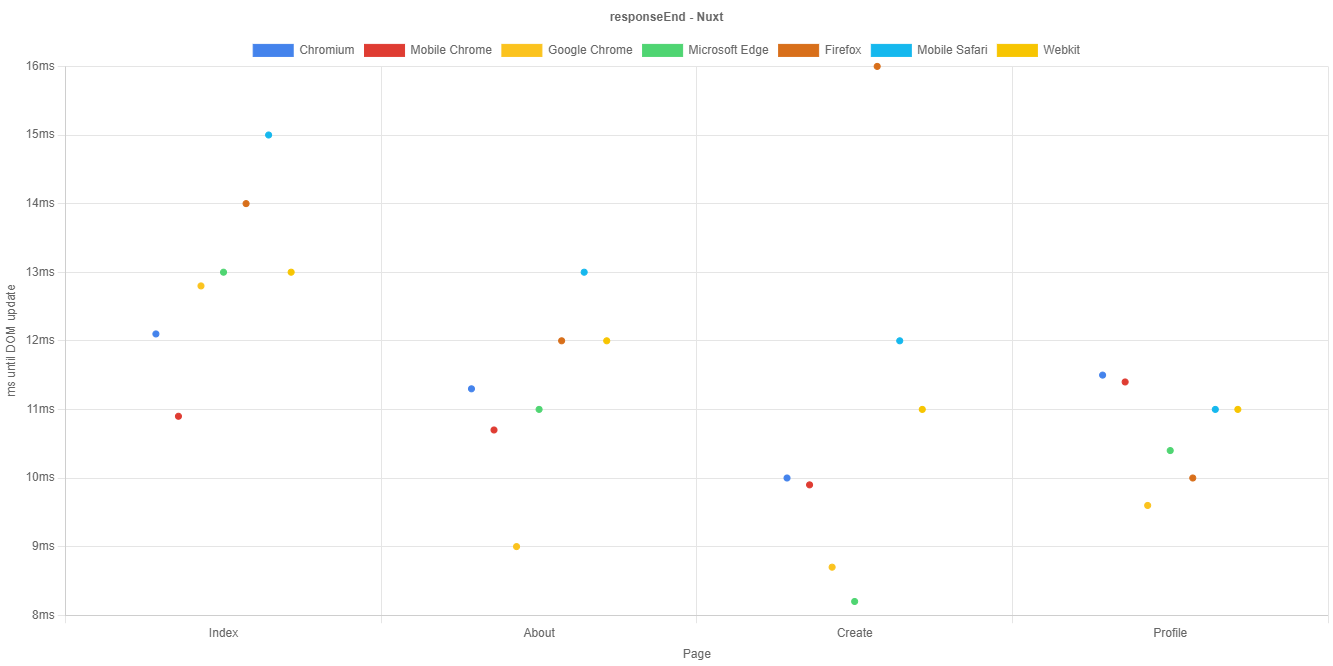 responseEnd - Nuxt
Chromium Mobile Chrome Google Chrome Microsoft Edge Firefox Mobile Safari Webkit
16ms
15ms
14ms
13ms
12ms
11ms
10ms
9ms
8ms
ms until DOM update
Index About Create Profile
Page